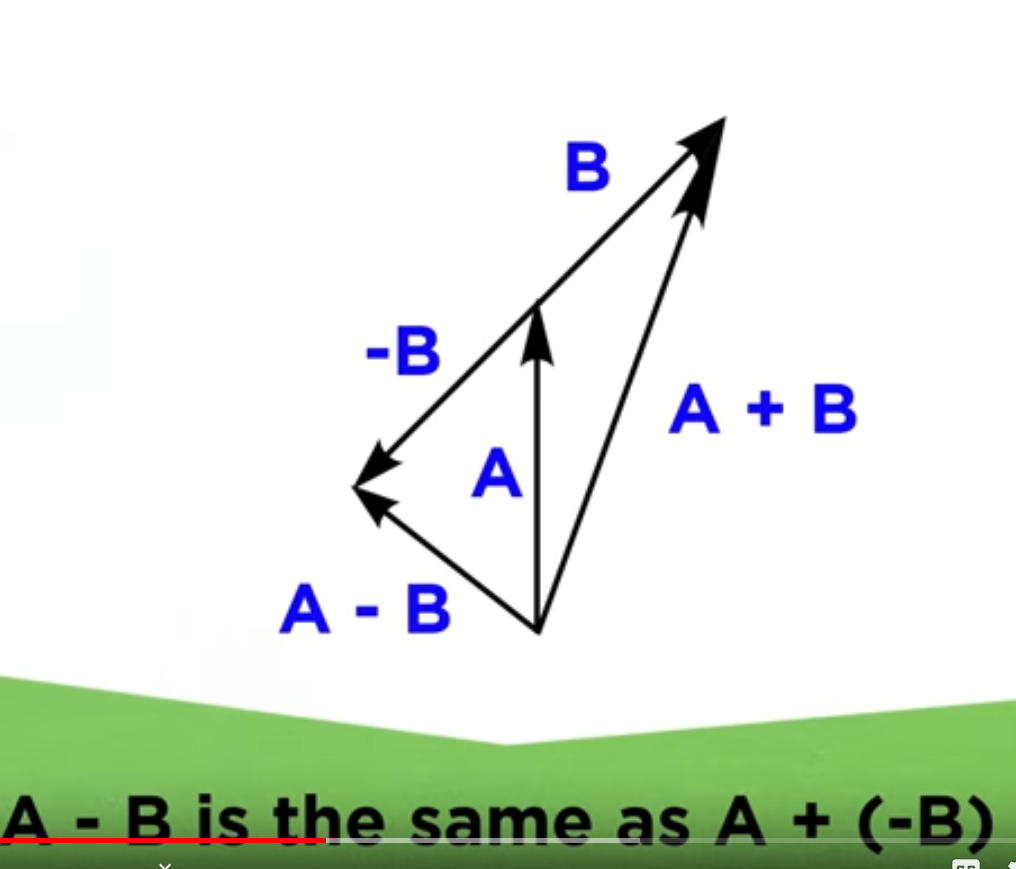 B
-B
A + B
A
A - B
A - B is the same as A + (-B)